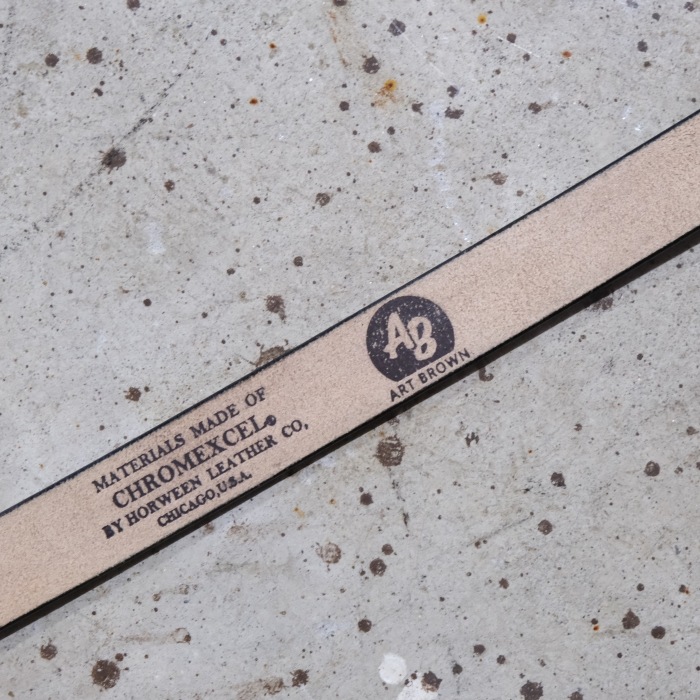 MATERIALS MADE OF
CHROMEXCEL®
BY HORWEEN LEATHER CO,
CHICAGO,U.S.A.
AB
ART BROWN